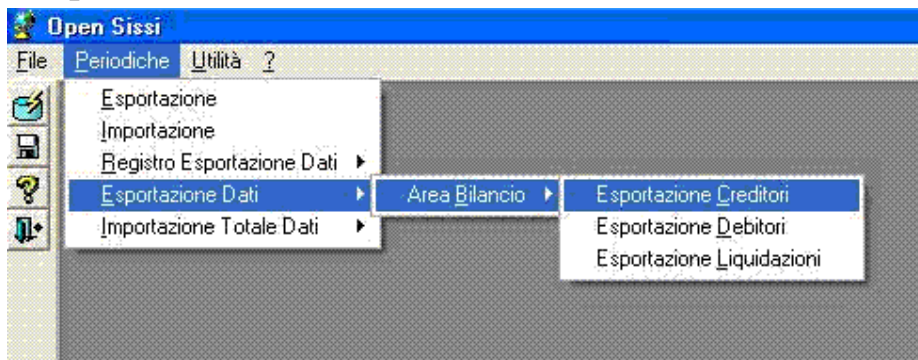 Open Sissi
File Periodiche Utilità ?
Esportazione
Importazione
Registro Esportazione Dati
Esportazione Dati Area Bilancio Esportazione Creditori
Importazione Totale Dati Esportazione Debitori
Esportazione Liquidazioni